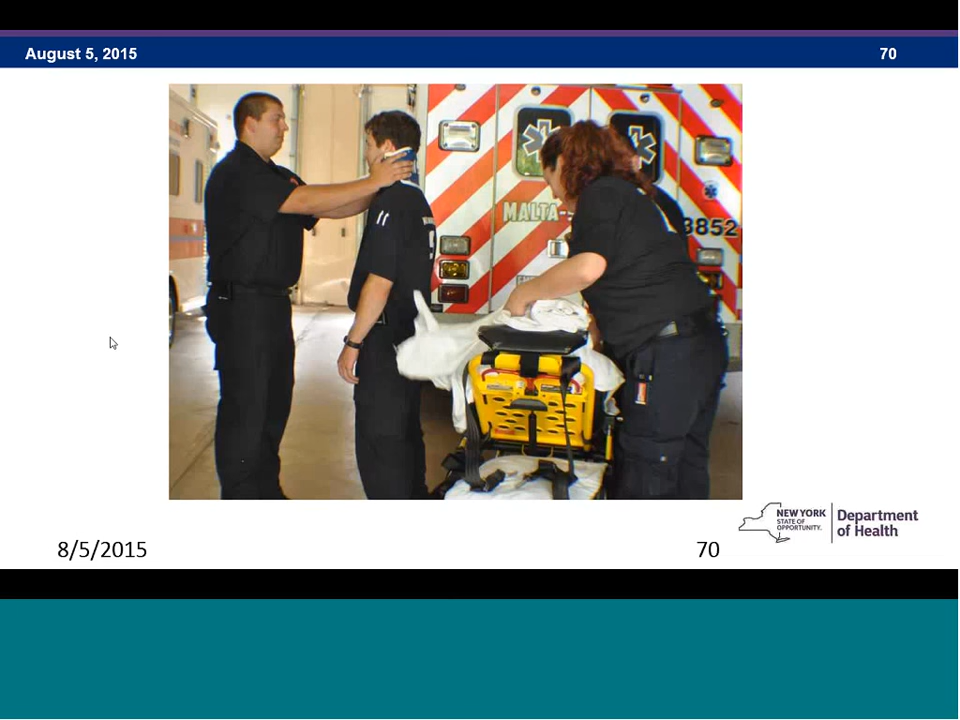 August 5, 2015
70
MALTA-
3852
NEW YORK
STATE OF
OPPORTUNITY.
Department
of Health
8/5/2015
70